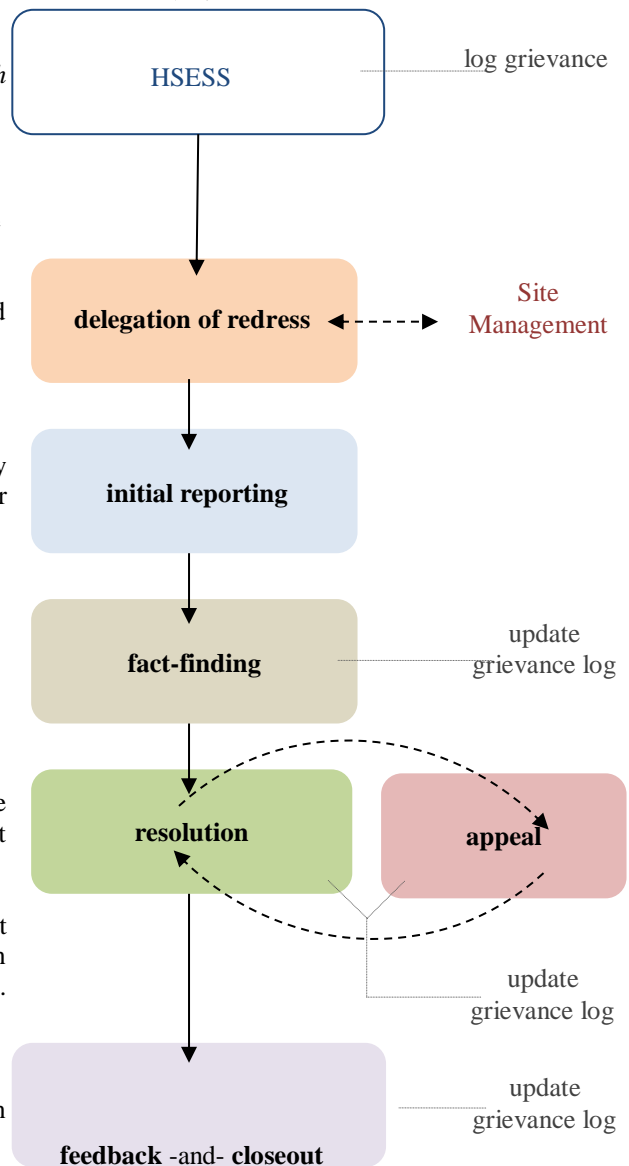 h
HSESS
log grievance
d
delegation of redress
Site
Management
y
r
initial reporting
fact-finding
update
grievance log
e
t
resolution
appeal
t
n
.
update
grievance log
n
update
grievance log
feedback -and- closeout